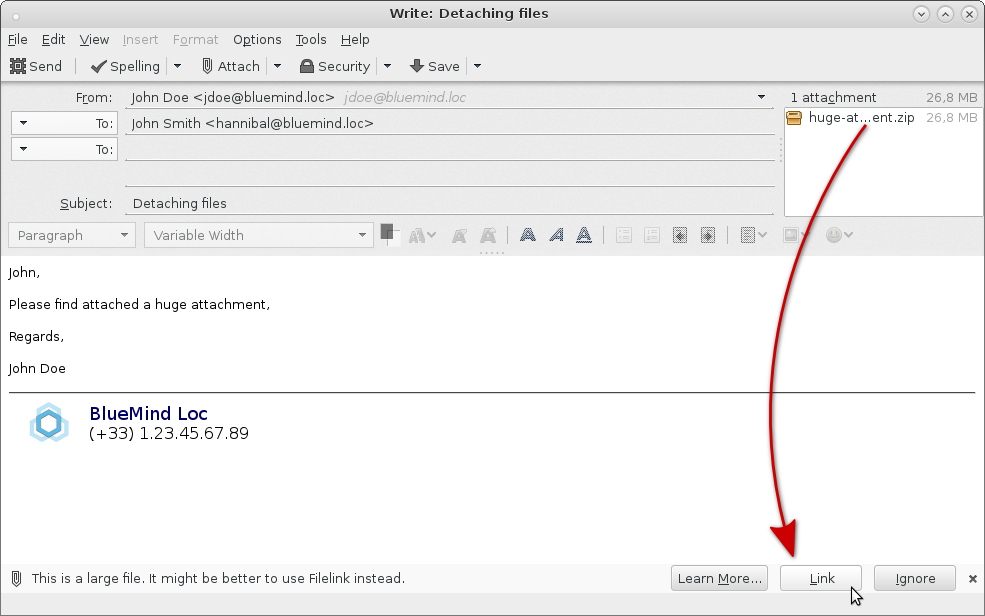 Write: Detaching files
File Edit View Insert Format Options Tools Help
Send Spelling Attach Security Save
From: John Doe <jdoe@bluemind.loc> jdoe@bluemind.loc
1 attachment 26,8 MB
To: John Smith <hannibal@bluemind.loc>
huge-at...ent.zip 26,8 MB
To:
Subject: Detaching files
Paragraph Variable Width
John,
Please find attached a huge attachment,
Regards,
John Doe
BlueMind Loc
(+33) 1.23.45.67.89
This is a large file. It might be better to use Filelink instead. Learn More... Link Ignore